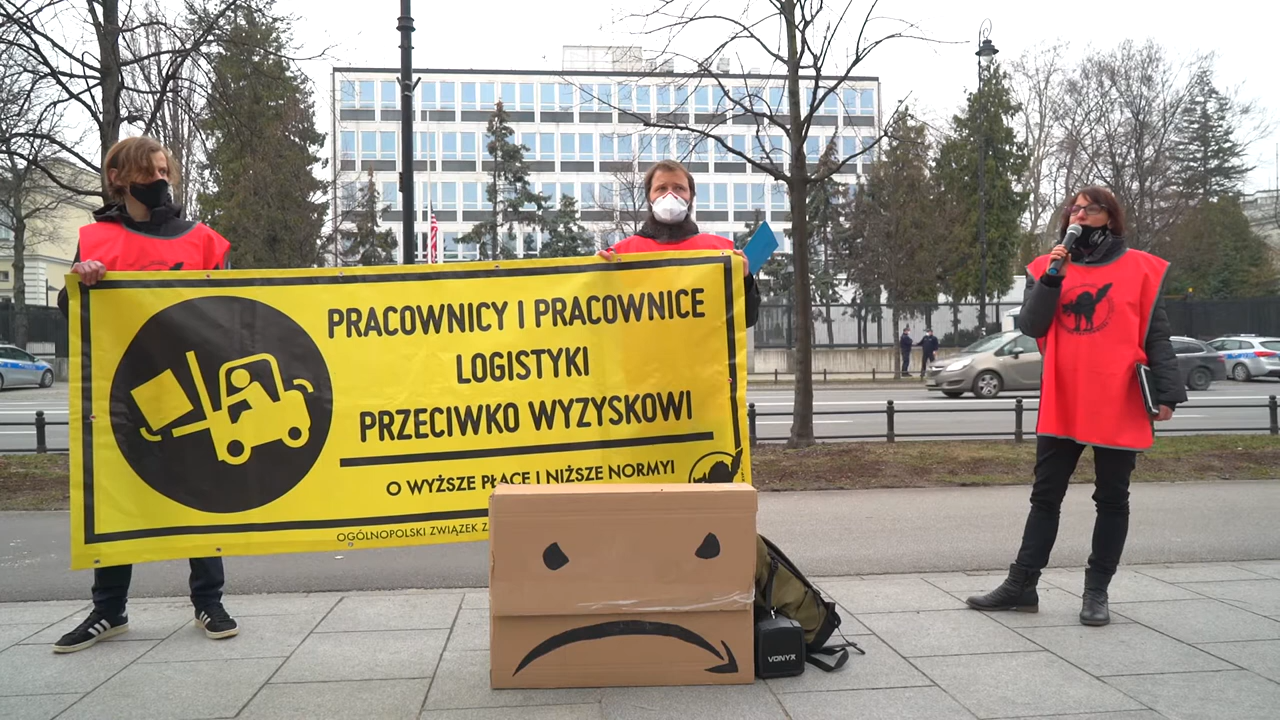 PRACOWNICY I PRACOWNICE
LOGISTYKI
PRZECIWKO WYZYSKOWI
O WYŻSZE PŁACE I NIŻSZE NORMY!
OGÓLNOPOLSKI ZWIĄZEK
VONYX